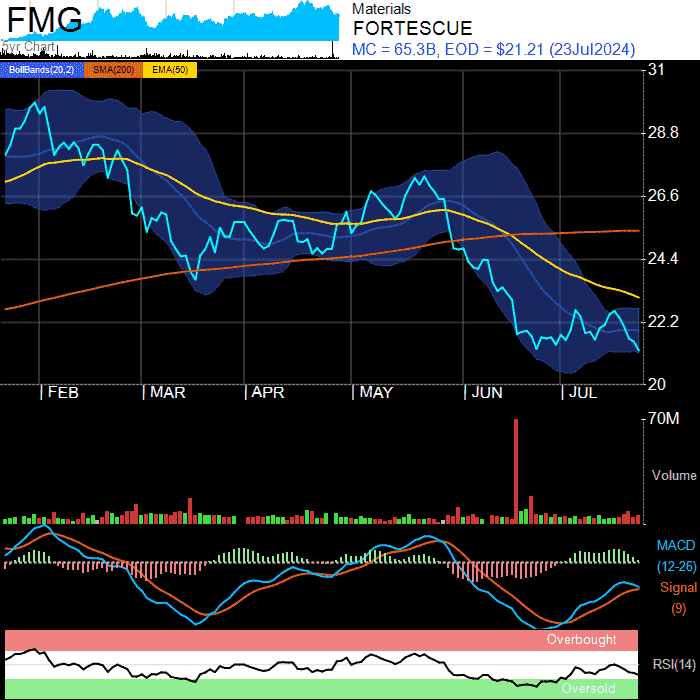 FMG
5yr Chart
Materials
FORTESCUE
MC = 65.3B, EOD = $21.21 (23Jul2024)
BollBands(20,2) SMA(200) EMA(50)
31
28.8
26.6
24.4
22.2
20
| FEB | MAR | APR | MAY | JUN | JUL
70M
Volume
MACD
(12-26)
Signal
(9)
Overbought
RSI(14)
Oversold